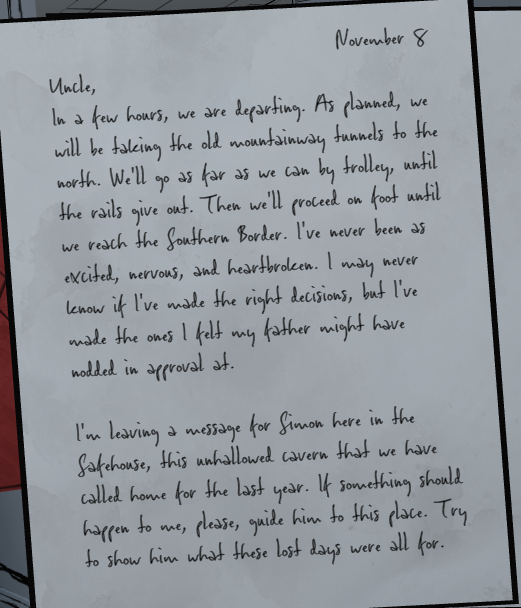 November 8
Uncle,
In a few hours, we are departing. As planned, we
will be taking the old mountainway tunnels to the
north. We'll go as far as we can by trolley, until
the rails give out. Then we'll proceed on foot until
we reach the Southern Border. I've never been as
excited, nervous, and heartbroken. I may never
know if I've made the right decisions, but I've
made the ones I felt my father might have
nodded in approval at.
I'm leaving a message for Simon here in the
Safehouse, this unhallowed cavern that we have
called home for the last year. If something should
happen to me, please, guide him to this place. Try
to show him what these lost days were all for.